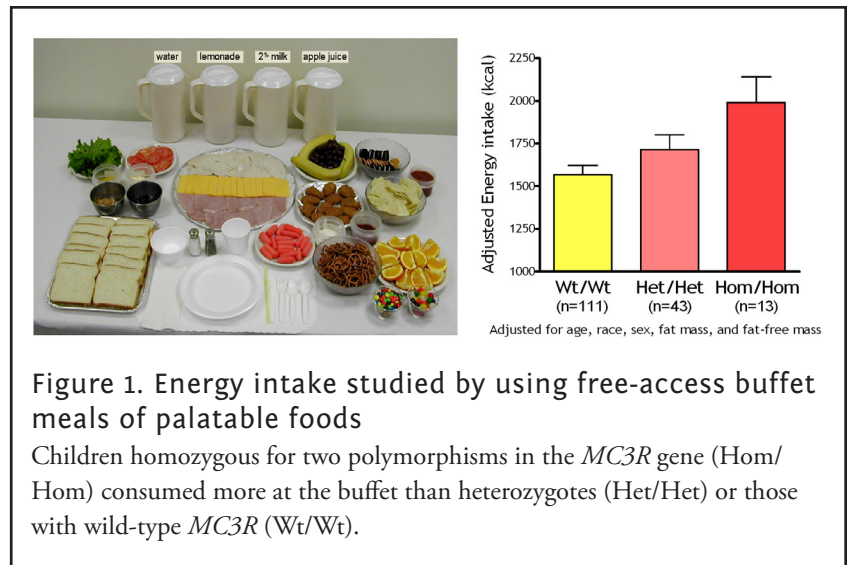 water lemonade 2% milk apple juice
Adjusted Energy intake (kcal)
2250
2000
1750
1500
1250
1000
Wt/Wt Het/Het Hom/Hom
(n=111) (n=43) (n=13)
Adjusted for age, race, sex, fat mass, and fat-free mass
Figure 1. Energy intake studied by using free-access buffet
meals of palatable foods
Children homozygous for two polymorphisms in the MC3R gene (Hom/
Hom) consumed more at the buffet than heterozygotes (Het/Het) or those
with wild-type MC3R (Wt/Wt).